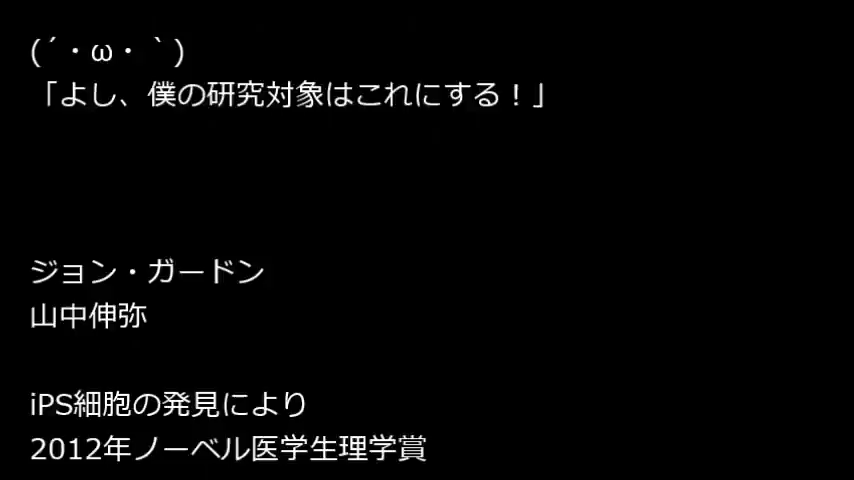 (´・ω・｀)
「よし、僕の研究対象はこれにする！」
ジョン・ガードン
山中伸弥
iPS細胞の発見により
2012年ノーベル医学生理学賞